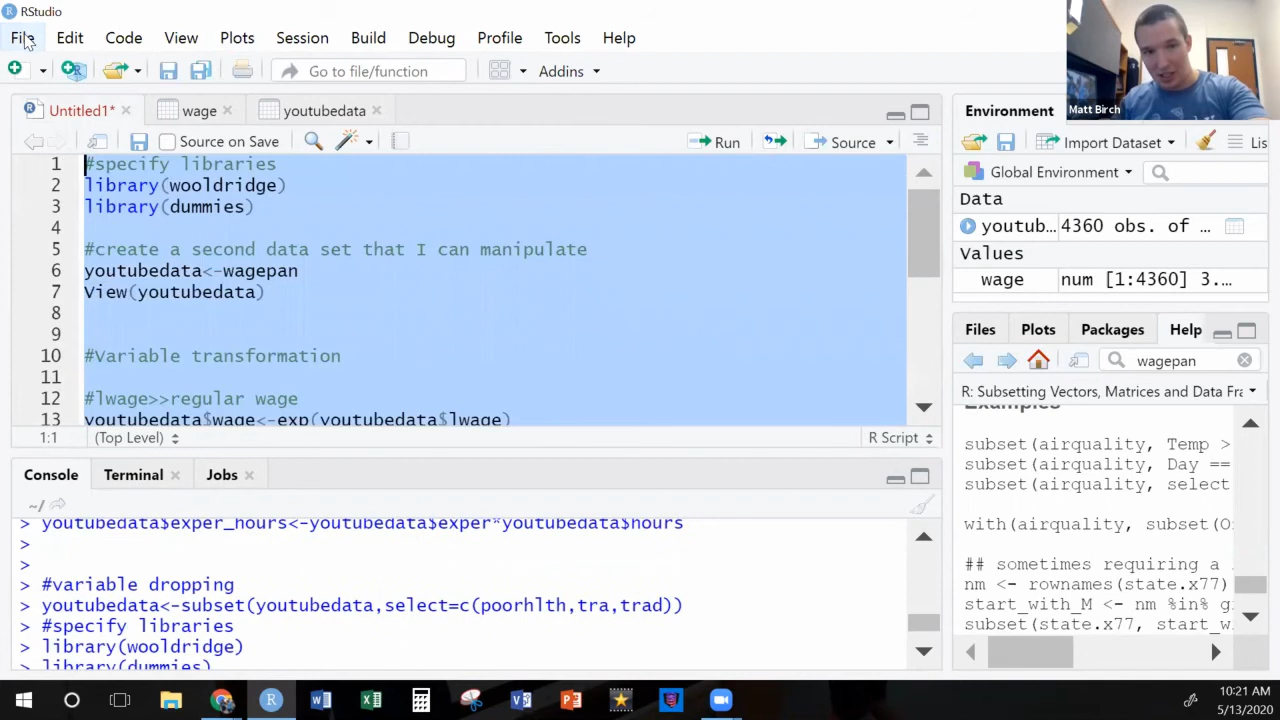 RStudio
File Edit Code View Plots Session Build Debug Profile Tools Help
Go to file/function Addins
Matt Birch
Untitled1* wage youtubedata
Source on Save Run Source
1 #specify libraries
2 library(wooldridge)
3 library(dummies)
4
5 #create a second data set that I can manipulate
6 youtubedata<-wagepan
7 View(youtubedata)
8
9
10 #Variable transformation
11
12 #lwage>>regular wage
13 youtubedata$wage<-exp(youtubedata$lwage)
1:1 (Top Level) R Script
Console Terminal Jobs
~/
> youtubedata$exper_hours<-youtubedata$exper*youtubedata$hours
>
>
> #variable dropping
> youtubedata<-subset(youtubedata,select=c(poorhlth,tra,trad))
> #specify libraries
> library(wooldridge)
> library(dummies)
Environment
Import Dataset Lis
Global Environment
Data
youtub… 4360 obs. of …
Values
wage num [1:4360] 3.…
Files Plots Packages Help
wagepan
R: Subsetting Vectors, Matrices and Data Fra
Examples
subset(airquality, Temp >
subset(airquality, Day ==
subset(airquality, select
with(airquality, subset(O
## sometimes requiring a
nm <- rownames(state.x77)
start_with_M <- nm %in% g
subset(state.x77, start_w
10:21 AM
5/13/2020